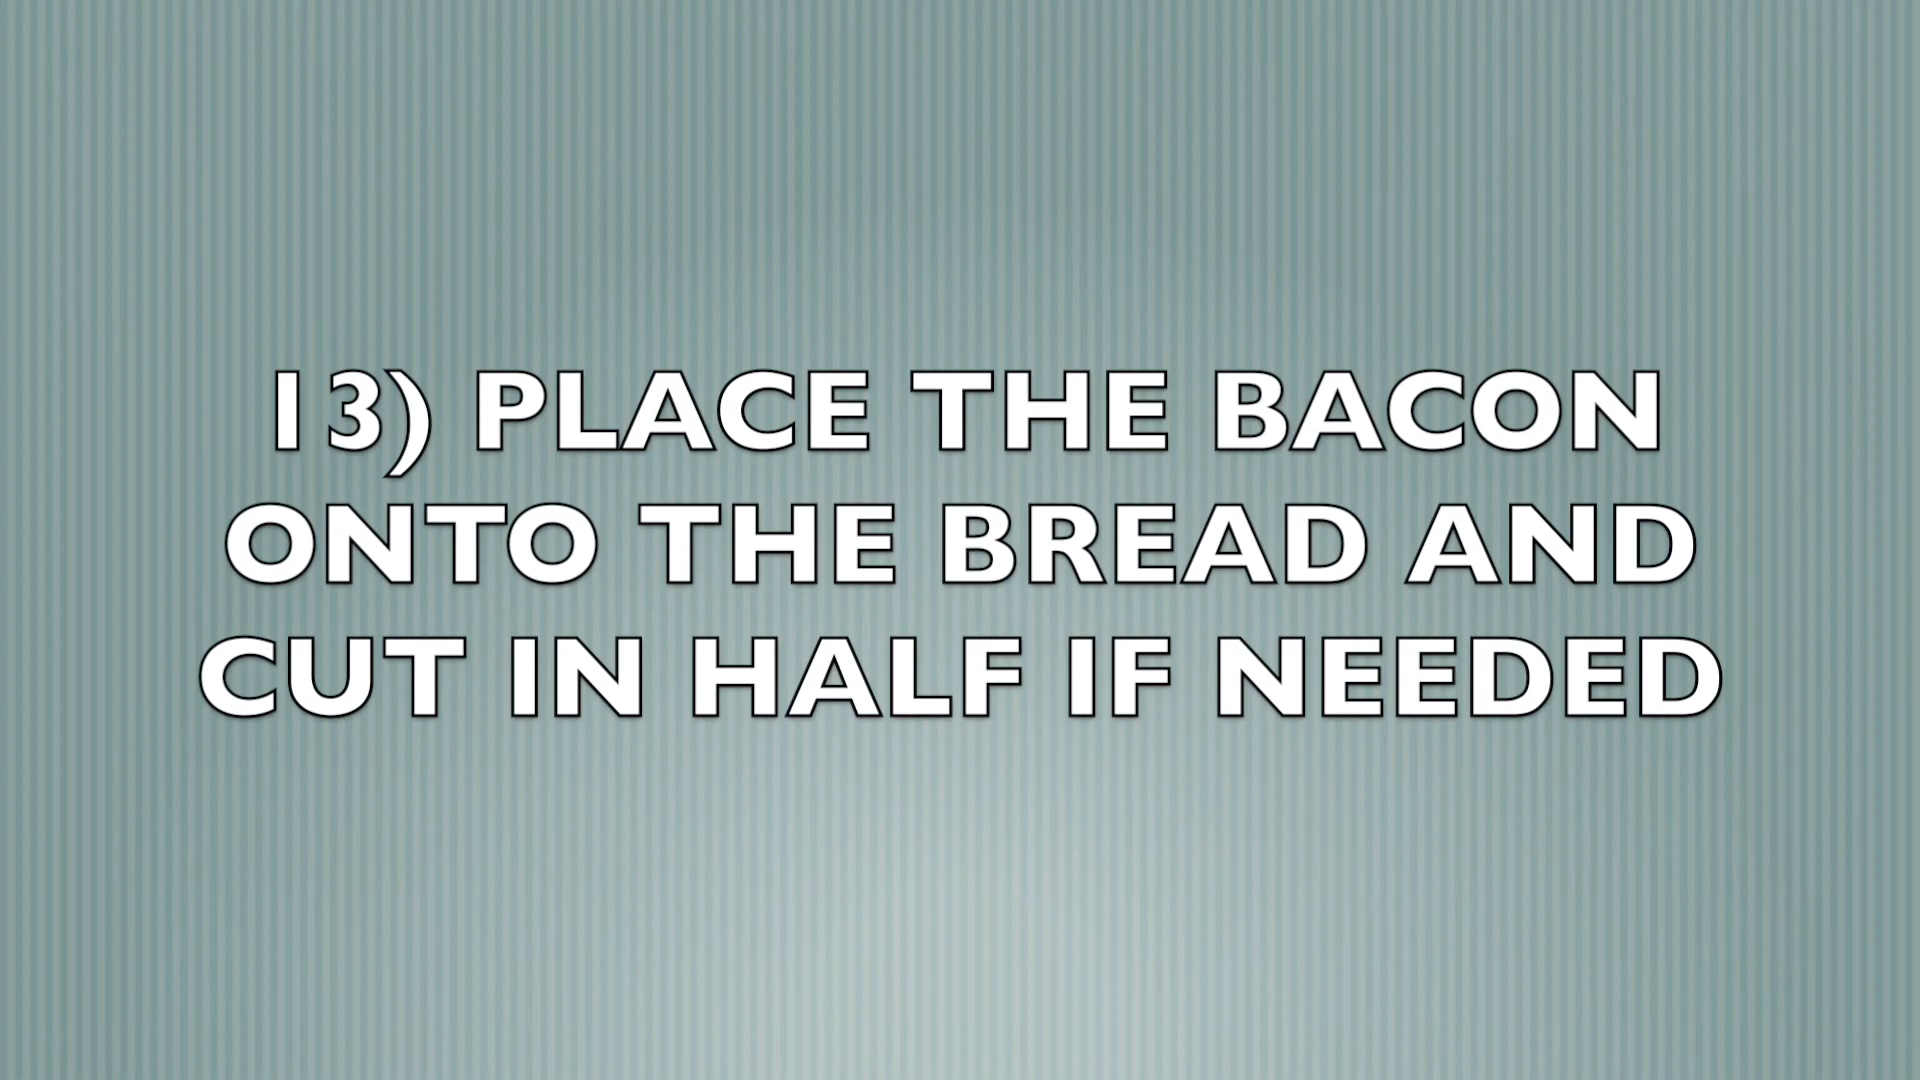 13) PLACE THE BACON
ONTO THE BREAD AND
CUT IN HALF IF NEEDED